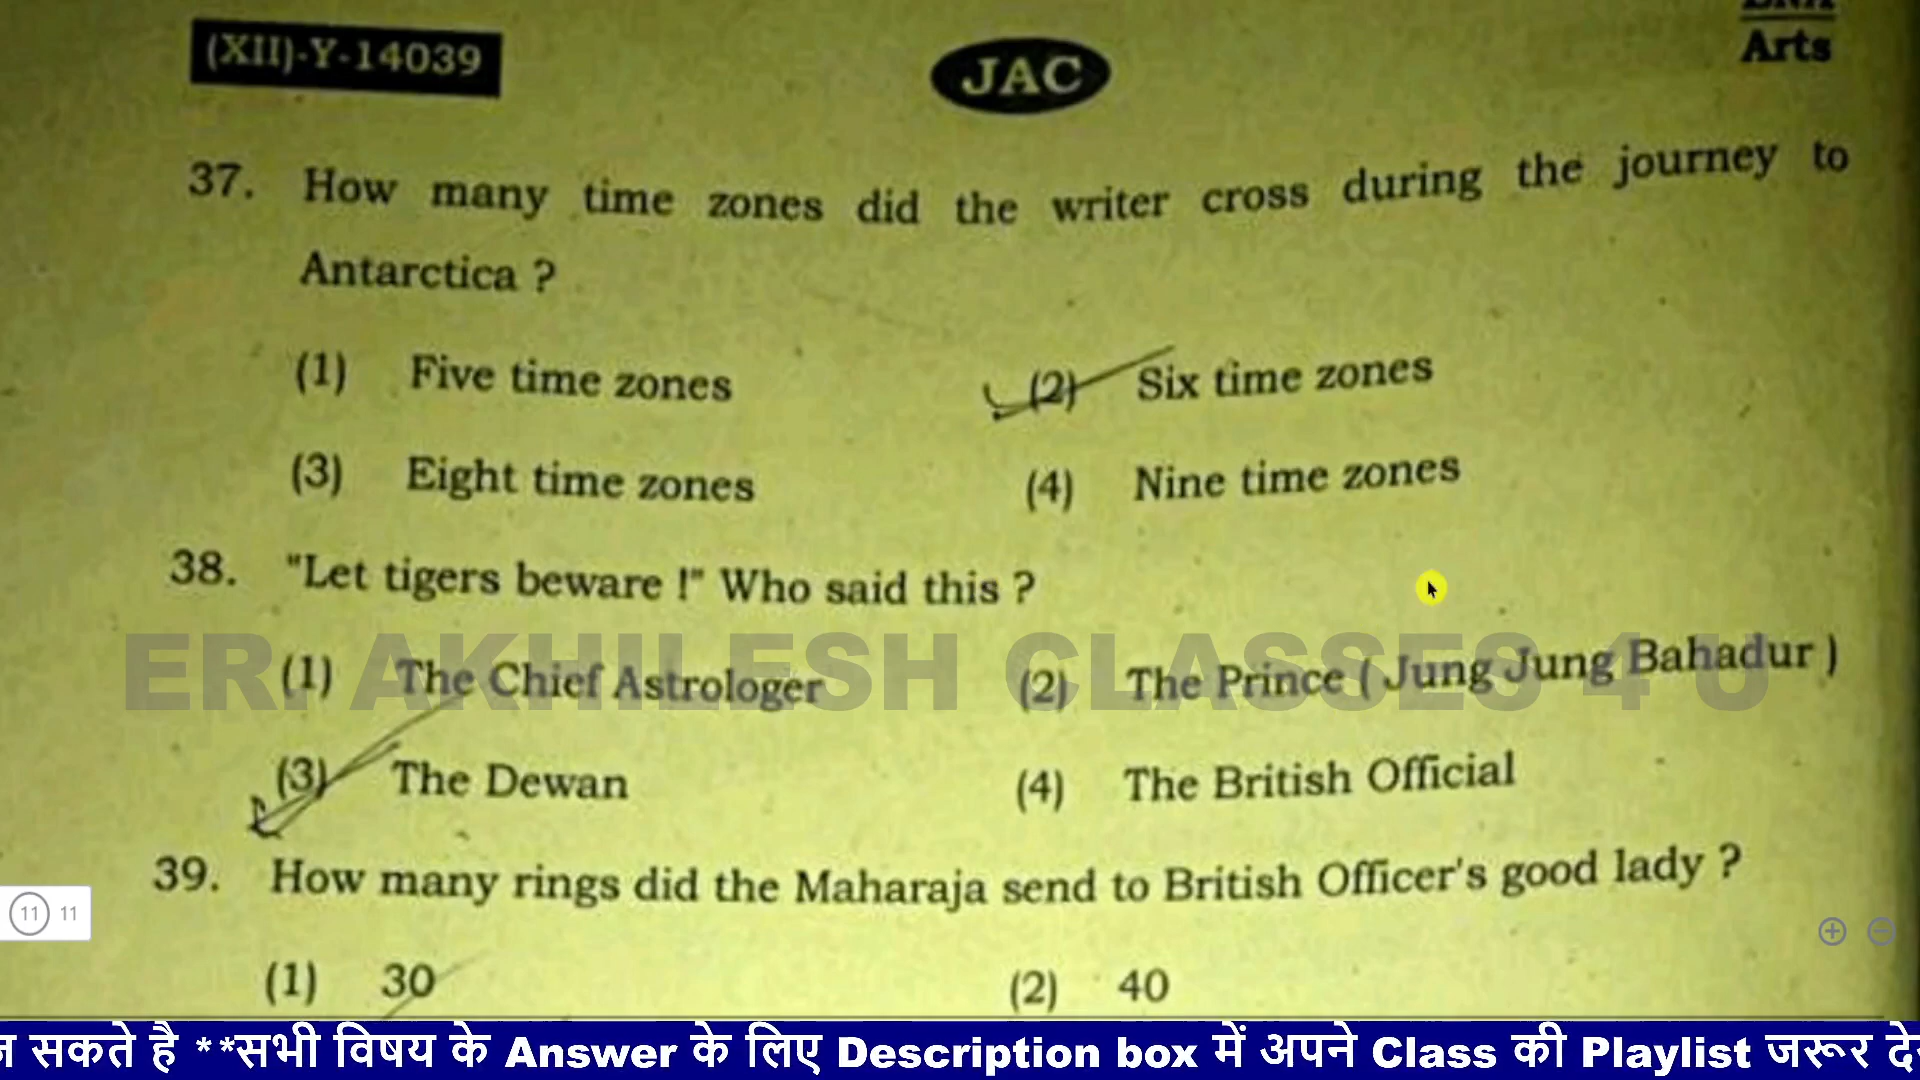 (XII)-Y-14039
JAC
Arts
37. How many time zones did the writer cross during the journey to
Antarctica ?
(1) Five time zones (2) Six time zones
(3) Eight time zones (4) Nine time zones
38. "Let tigers beware !" Who said this ?
ER. AKHILESH CLASSES 4 U
(1) The Chief Astrologer (2) The Prince ( Jung Jung Bahadur )
(3) The Dewan (4) The British Official
39. How many rings did the Maharaja send to British Officer's good lady ?
11 11
(1) 30 (2) 40
सकते है **सभी विषय के Answer के लिए Description box में अपने Class की Playlist जरूर